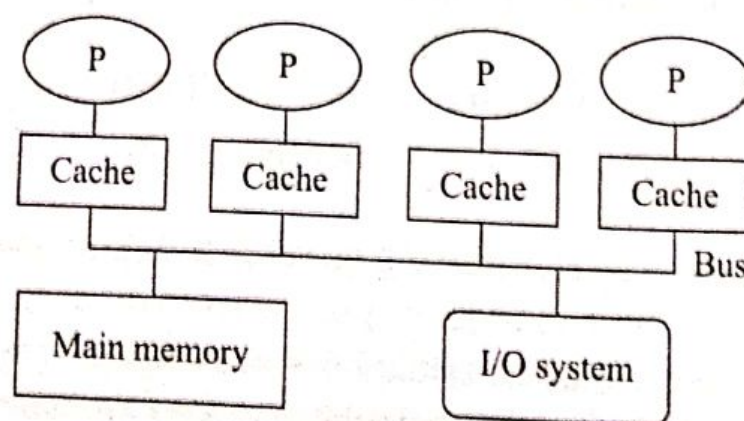 P P P P
Cache Cache Cache Cache
Bus
Main memory I/O system